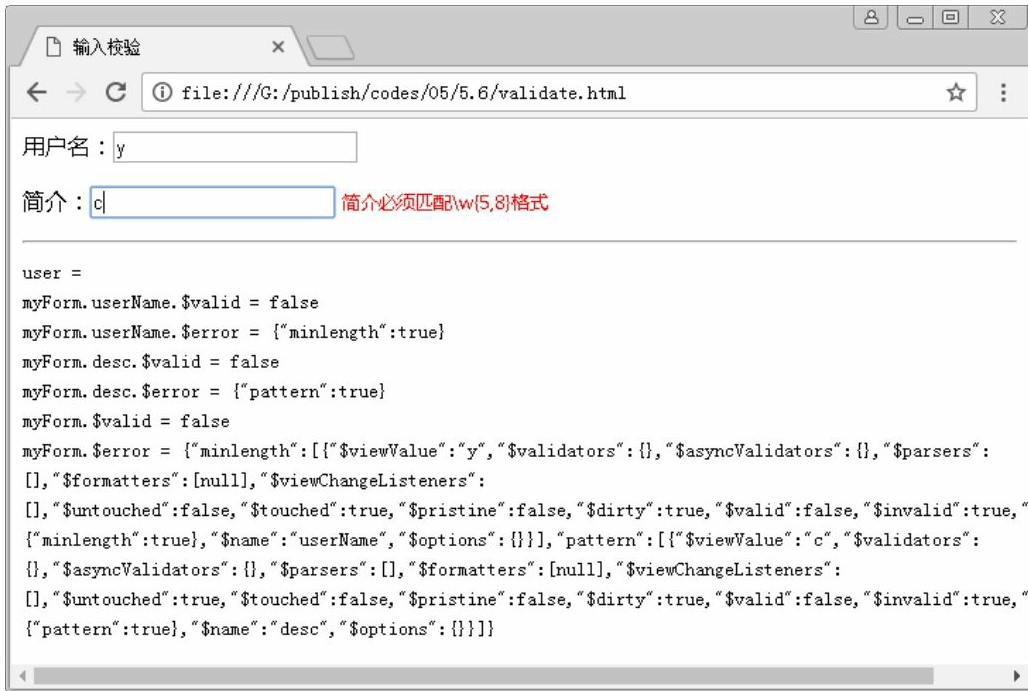 输入校验
file:///G:/publish/codes/05/5.6/validate.html
用户名：y
简介：c 简介必须匹配\w{5,8}格式
user =
myForm.userName.$valid = false
myForm.userName.$error = {"minlength":true}
myForm.desc.$valid = false
myForm.desc.$error = {"pattern":true}
myForm.$valid = false
myForm.$error = {"minlength":[{"$viewValue":"y","$validators":{},"$asyncValidators":{},"$parsers":
[],"$formatters":[null],"$viewChangeListeners":
[],"$untouched":false,"$touched":true,"$pristine":false,"$dirty":true,"$valid":false,"$invalid":true,"
{"minlength":true},"$name":"userName","$options":{}}],"pattern":[{"$viewValue":"c","$validators":
{},"$asyncValidators":{},"$parsers":[],"$formatters":[null],"$viewChangeListeners":
[],"$untouched":true,"$touched":false,"$pristine":false,"$dirty":true,"$valid":false,"$invalid":true,"
{"pattern":true},"$name":"desc","$options":{}}]}